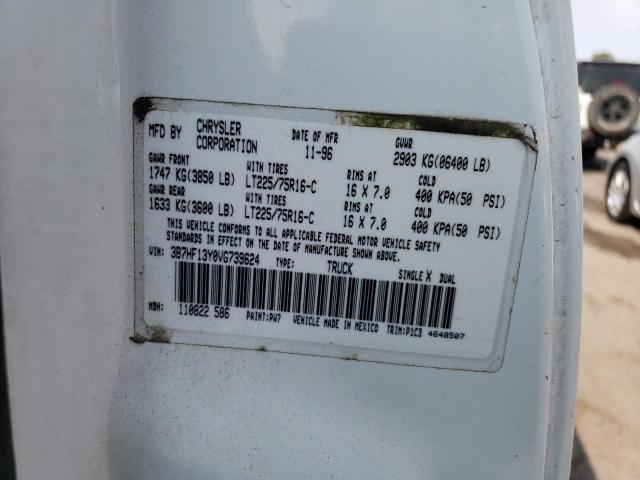 MFD BY CHRYSLER CORPORATION DATE OF MFR 11-96 GVWR 2903 KG(06400 LB)
GAWR FRONT WITH TIRES RIMS AT COLD
1747 KG(3850 LB) LT225/75R16-C 16 X 7.0 400 KPA(50 PSI)
GAWR REAR WITH TIRES RIMS AT COLD
1633 KG(3600 LB) LT225/75R16-C 16 X 7.0 400 KPA(50 PSI)
THIS VEHICLE CONFORMS TO ALL APPLICABLE FEDERAL MOTOR VEHICLE SAFETY
STANDARDS IN EFFECT ON THE DATE OF MANUFACTURE SHOWN ABOVE.
VIN: 3B7HF13Y0VG739624 TYPE: TRUCK SINGLE X DUAL
MDH: 110822 586 PAINT:PW7 VEHICLE MADE IN MEXICO TRIM:P1C3 4648507